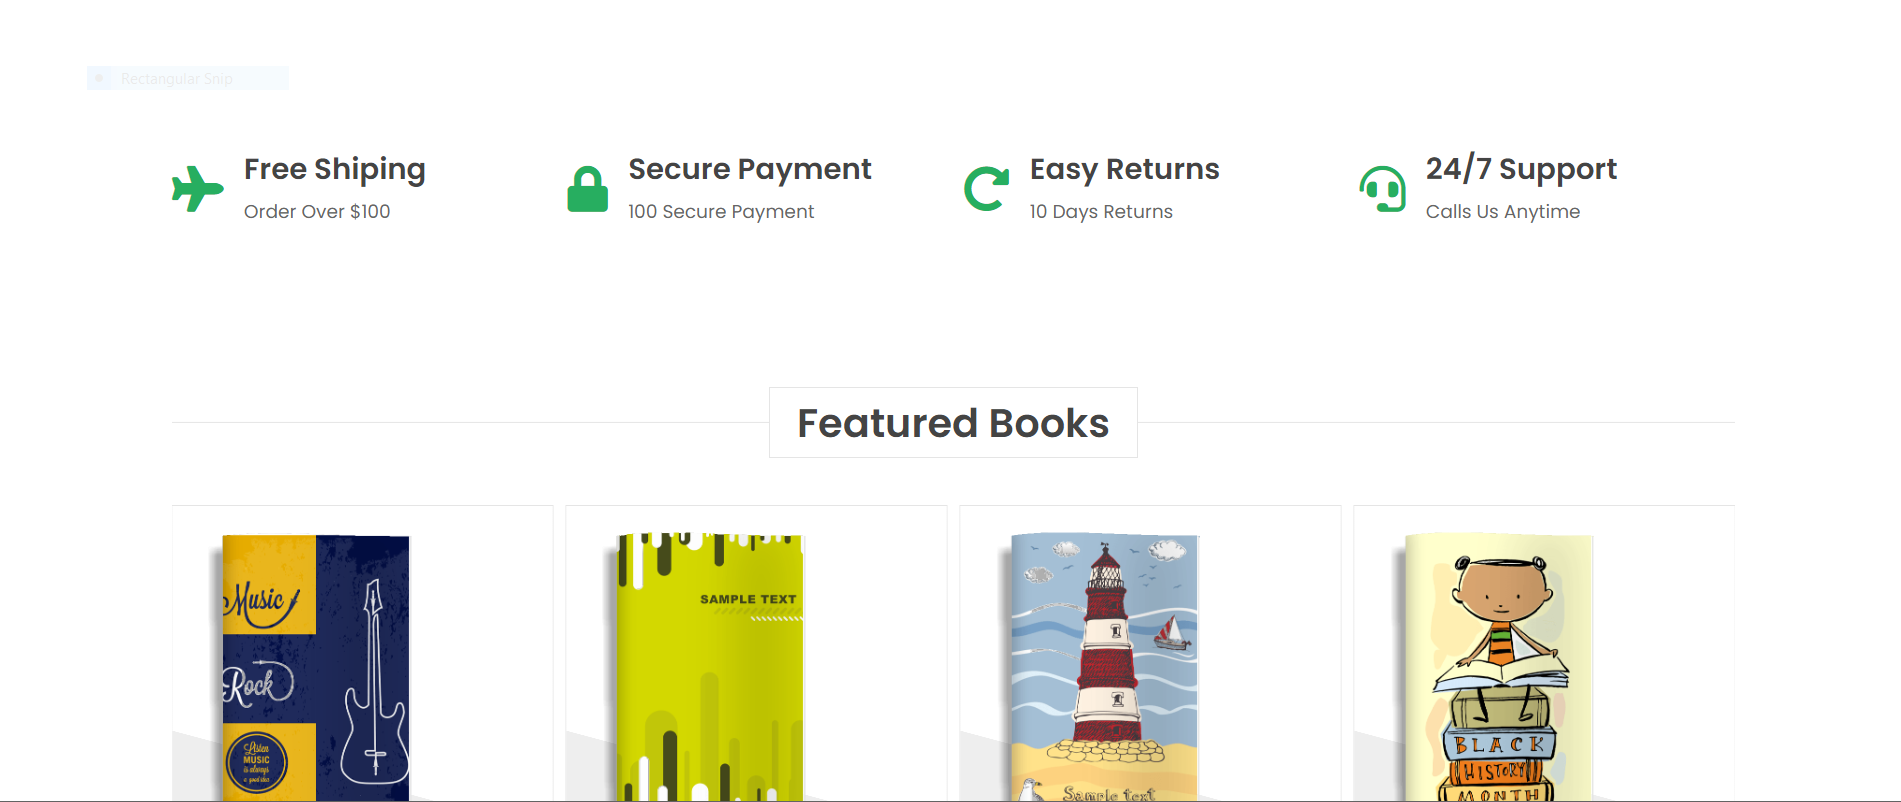 Rectangular Snip
Free Shiping
Order Over $100
Secure Payment
100 Secure Payment
Easy Returns
10 Days Returns
24/7 Support
Calls Us Anytime
Featured Books
Music
Rock
Listen
MUSIC
is always
a good idea
SAMPLE TEXT
Sample text
BLACK
HISTORY
MONTH